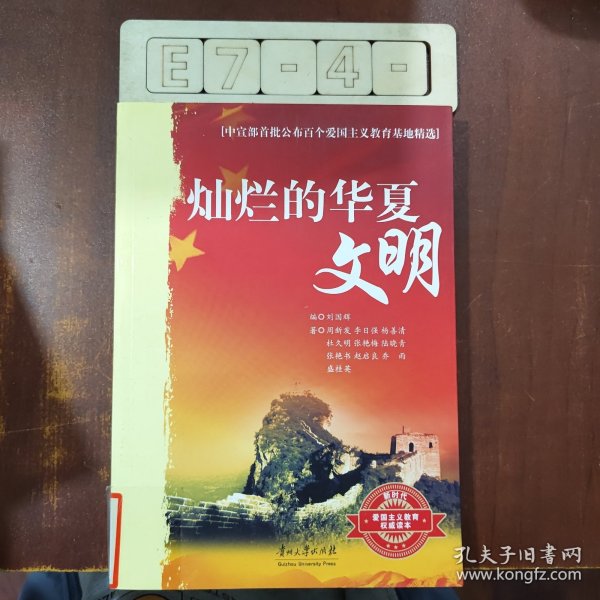 E7-4-
[中宣部首批公布百个爱国主义教育基地精选]
灿烂的华夏
文明
编○刘国辉
著○周新发 李日强 杨善清
杜久明 张艳梅 陆晓青
张艳书 赵启良 乔 雨
盛桂英
新时代
爱国主义教育
权威读本
贵州大学出版社
Guizhou University Press
孔夫子旧书网
www.kongfz.com